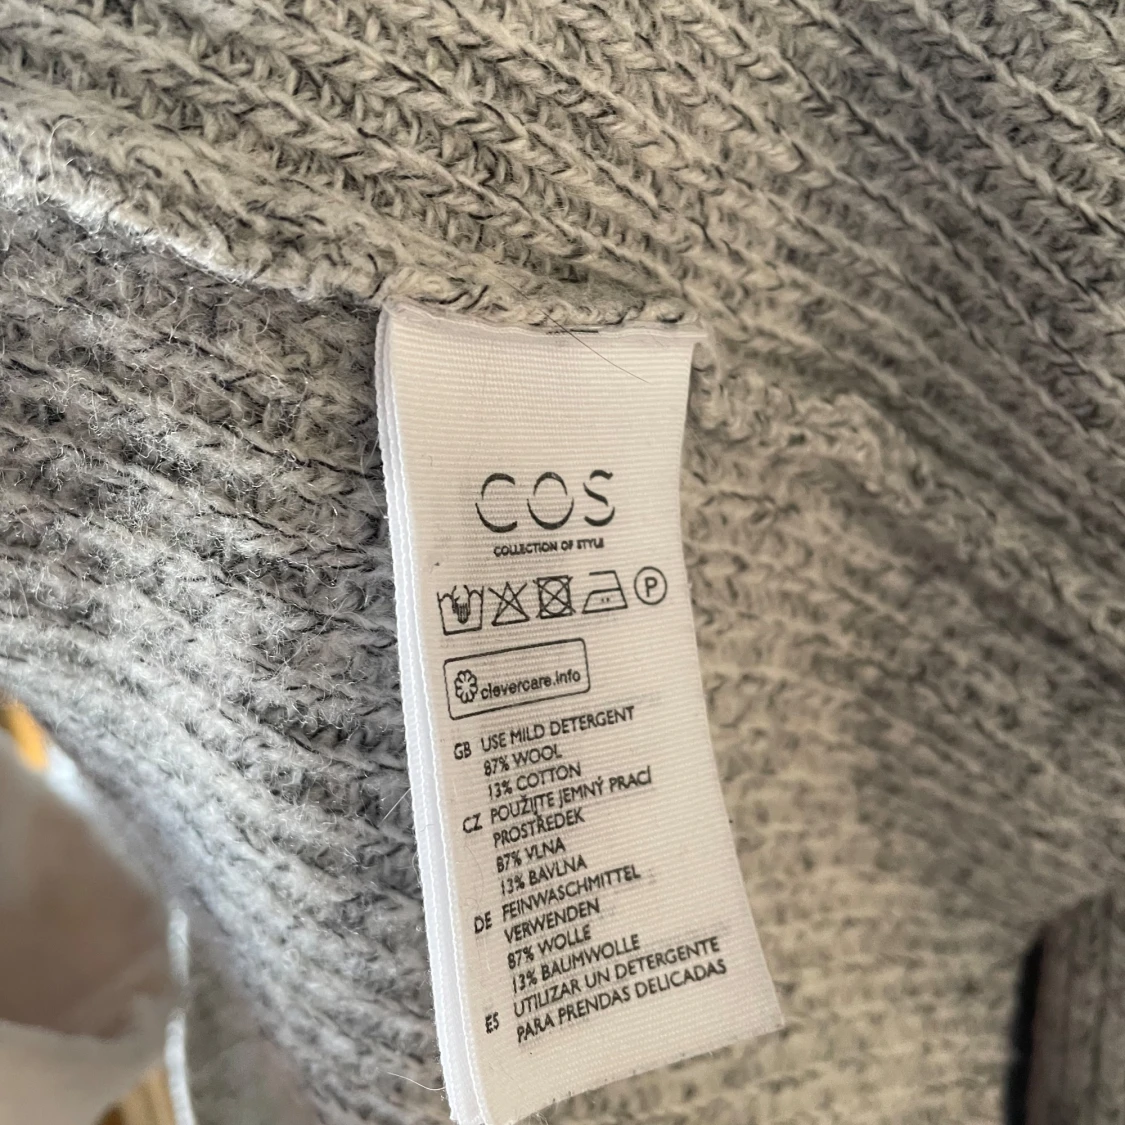 COS
COLLECTION OF STYLE
P
clevercare.info
GB USE MILD DETERGENT
87% WOOL
13% COTTON
CZ POUŽIJTE JEMNÝ PRACÍ
PROSTŘEDEK
87% VLNA
13% BAVLNA
DE FEINWASCHMITTEL
VERWENDEN
87% WOLLE
13% BAUMWOLLE
ES UTILIZAR UN DETERGENTE
PARA PRENDAS DELICADAS